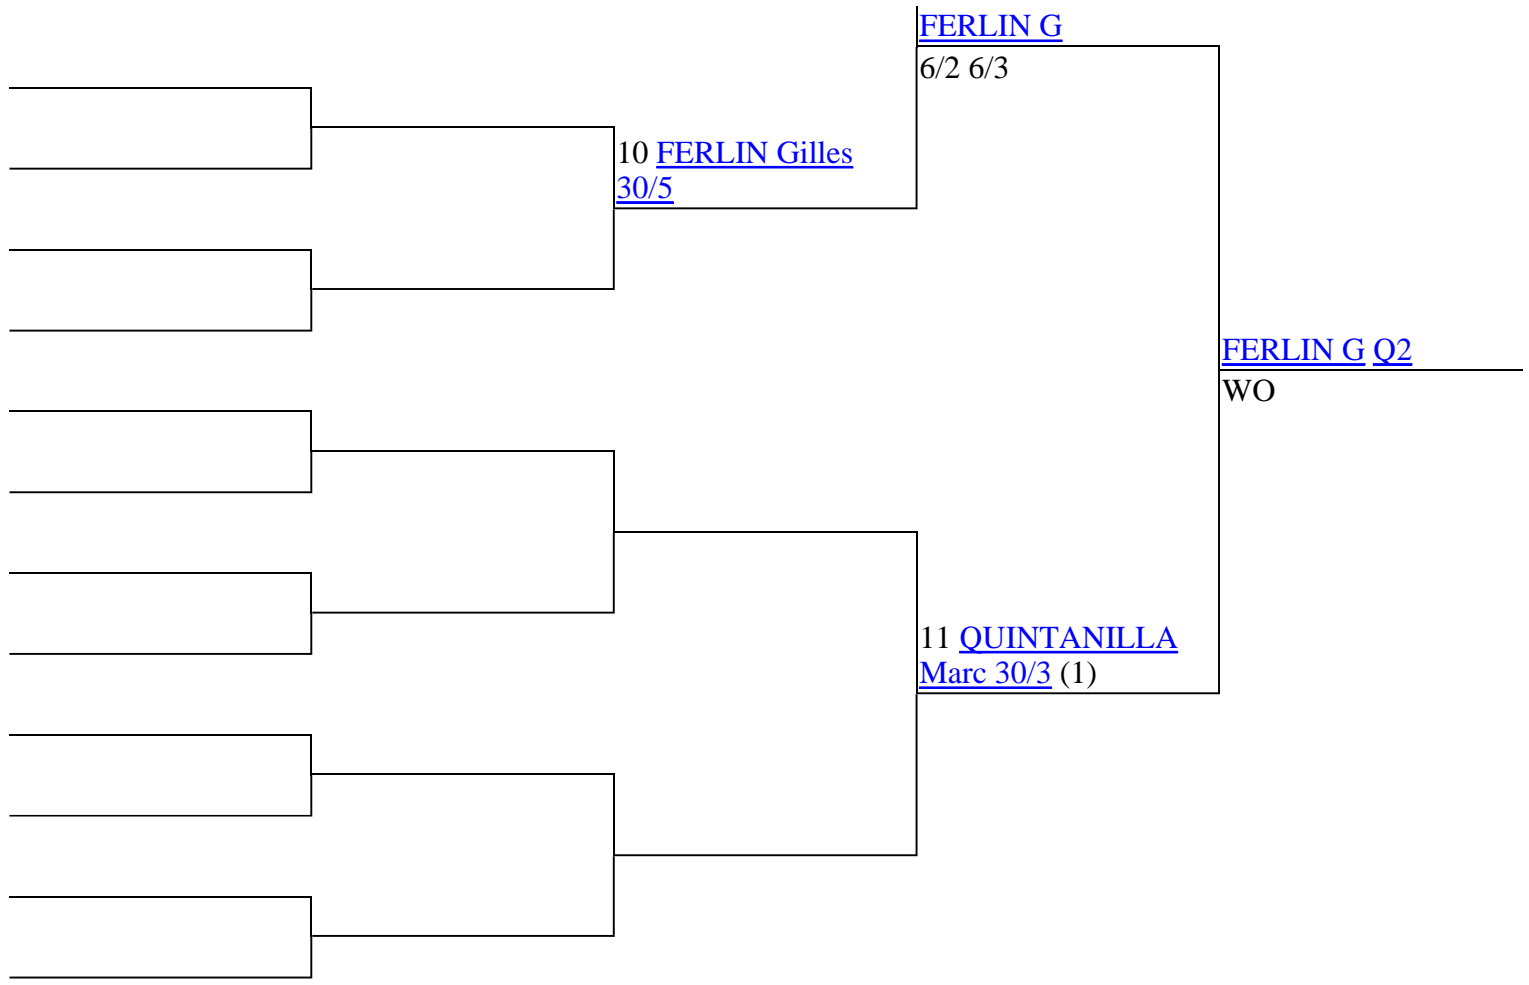 FERLIN G
6/2 6/3
10 FERLIN Gilles
30/5
FERLIN G Q2
WO
11 QUINTANILLA
Marc 30/3 (1)